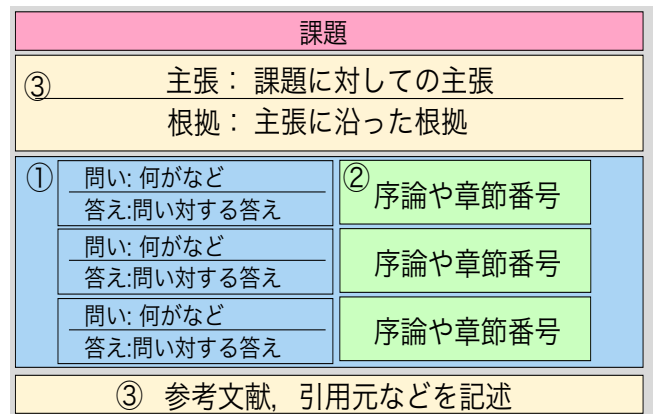 課題
③ 主張： 課題に対しての主張
根拠： 主張に沿った根拠
① 問い: 何がなど
答え:問い対する答え
② 序論や章節番号
問い: 何がなど
答え:問い対する答え
序論や章節番号
問い: 何がなど
答え:問い対する答え
序論や章節番号
③ 参考文献, 引用元などを記述